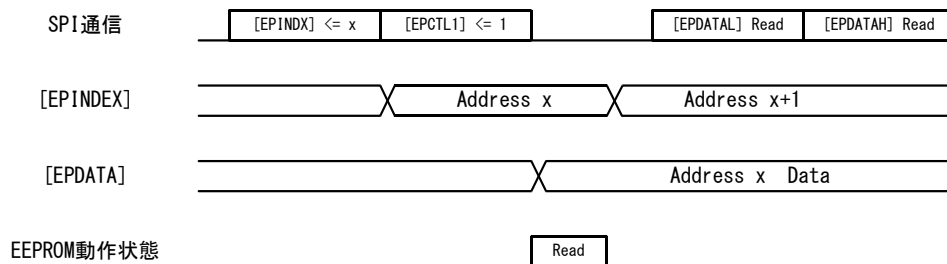 SPI通信 [EPINDX] <= x [EPCTL1] <= 1 [EPDATAL] Read [EPDATAH] Read
[EPINDEX] Address x Address x+1
[EPDATA] Address x Data
EEPROM動作状態 Read